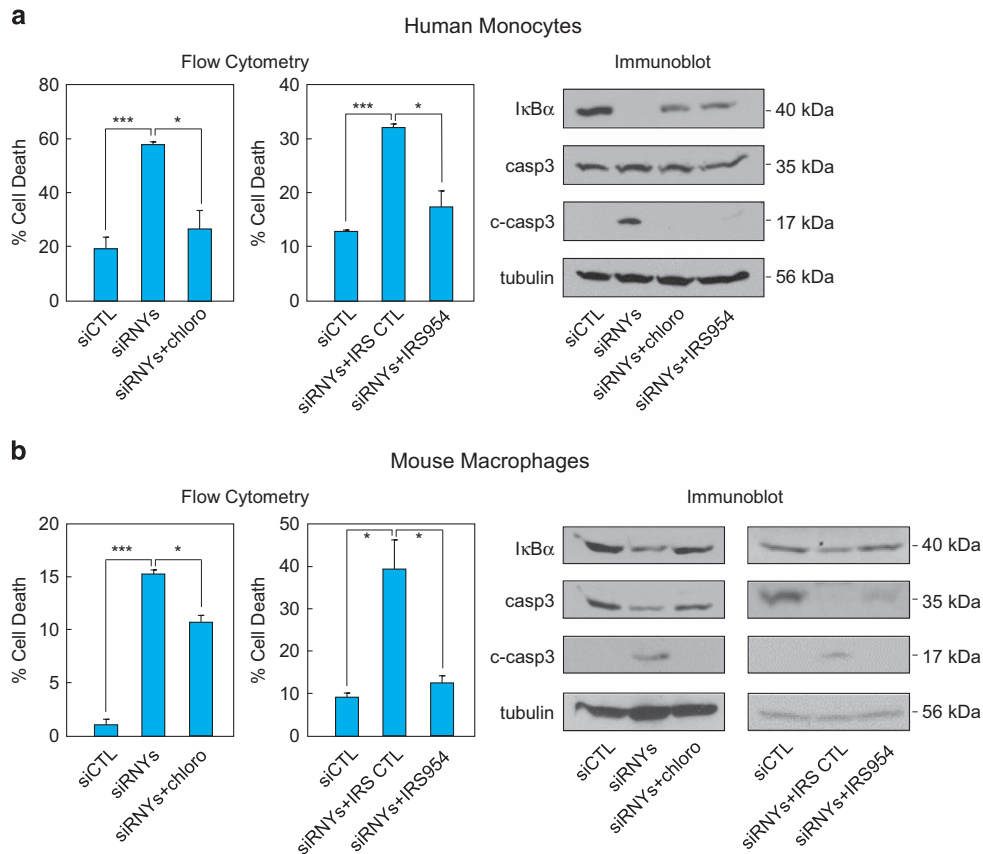 a
Human Monocytes
Flow Cytometry
Immunoblot
% Cell Death
80
60
40
20
0
***
*
siCTL
siRNYs
siRNYs+chloro
% Cell Death
40
30
20
10
0
***
*
siCTL
siRNYs+IRS CTL
siRNYs+IRS954
IκBα
40 kDa
casp3
35 kDa
c-casp3
17 kDa
tubulin
56 kDa
siCTL
siRNYs
siRNYs+chloro
siRNYs+IRS954
b
Mouse Macrophages
Flow Cytometry
Immunoblot
% Cell Death
20
15
10
5
0
***
*
siCTL
siRNYs
siRNYs+chloro
% Cell Death
50
40
30
20
10
0
*
*
siCTL
siRNYs+IRS CTL
siRNYs+IRS954
IκBα
40 kDa
casp3
35 kDa
c-casp3
17 kDa
tubulin
56 kDa
siCTL
siRNYs
siRNYs+chloro
siCTL
siRNYs+IRS CTL
siRNYs+IRS954